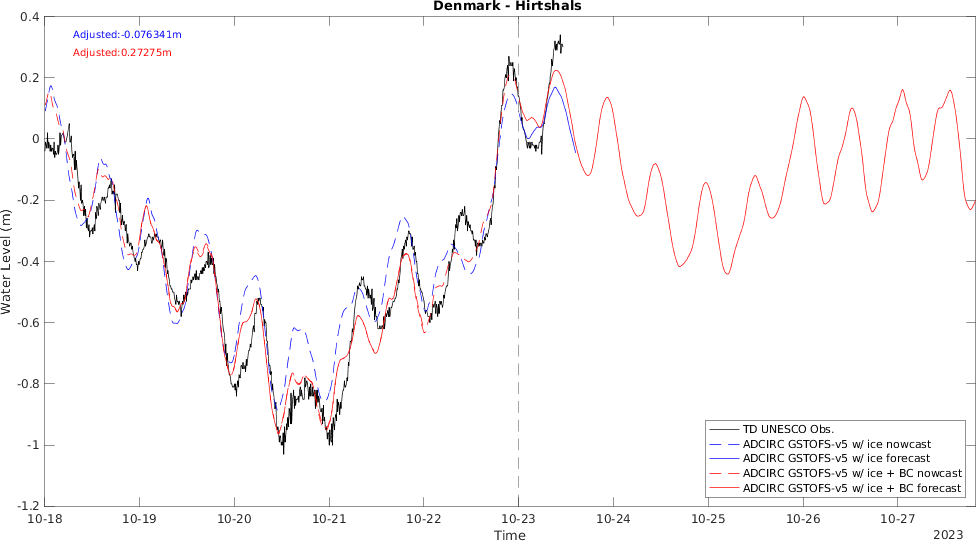 Denmark - Hirtshals
Adjusted:-0.076341m
Adjusted:0.27275m
0.4
0.2
0
-0.2
-0.4
-0.6
-0.8
-1
-1.2
Water Level (m)
TD UNESCO Obs.
ADCIRC GSTOFS-v5 w/ ice nowcast
ADCIRC GSTOFS-v5 w/ ice forecast
ADCIRC GSTOFS-v5 w/ ice + BC nowcast
ADCIRC GSTOFS-v5 w/ ice + BC forecast
10-18 10-19 10-20 10-21 10-22 10-23 10-24 10-25 10-26 10-27
Time
2023